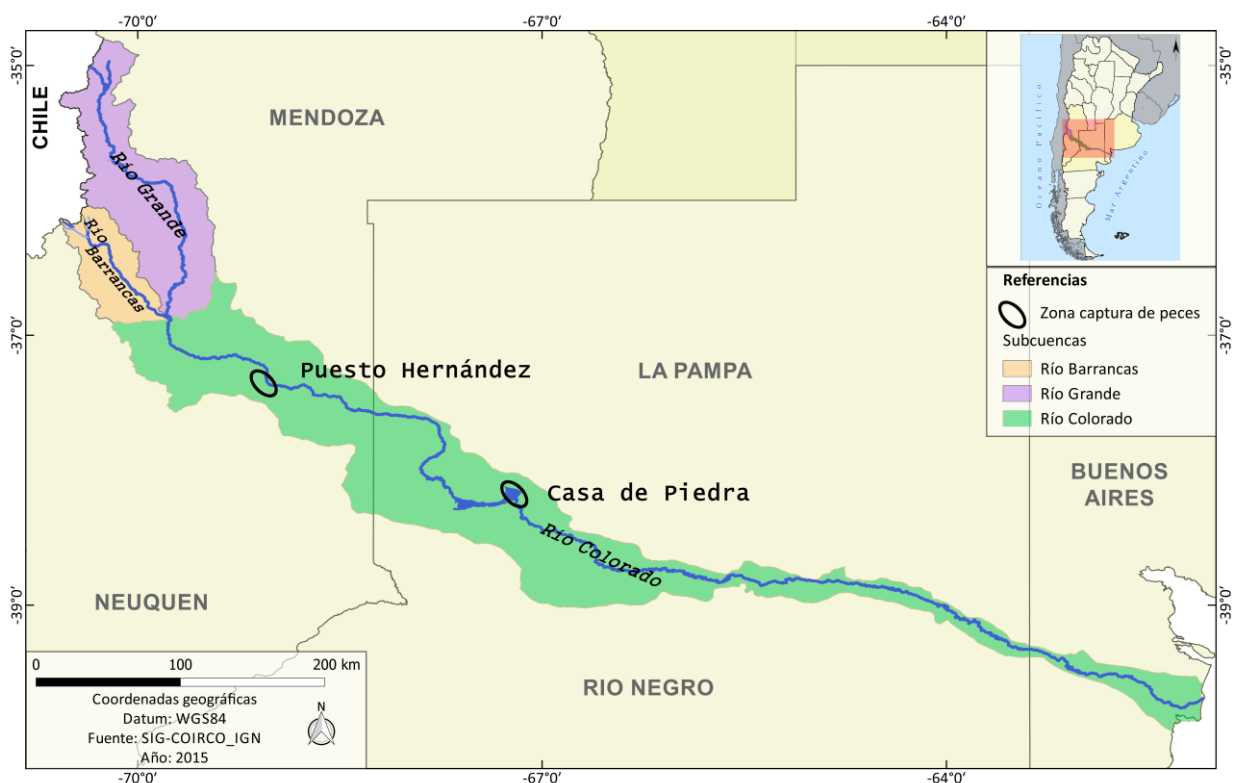 -70°0'
-67°0'
-64°0'
-35°0'
-35°0'
CHILE
MENDOZA
Río Grande
Río
Barrancas
Oceano Pacífico
Mar Argentino
Referencias
Zona captura de peces
Subcuencas
Río Barrancas
Río Grande
Río Colorado
-37°0'
-37°0'
Puesto Hernández
LA PAMPA
Casa de Piedra
BUENOS
AIRES
Río Colorado
-39°0'
-39°0'
NEUQUEN
RIO NEGRO
0 100 200 km
Coordenadas geográficas
Datum: WGS84
Fuente: SIG-COIRCO_IGN
Año: 2015
N
-70°0'
-67°0'
-64°0'